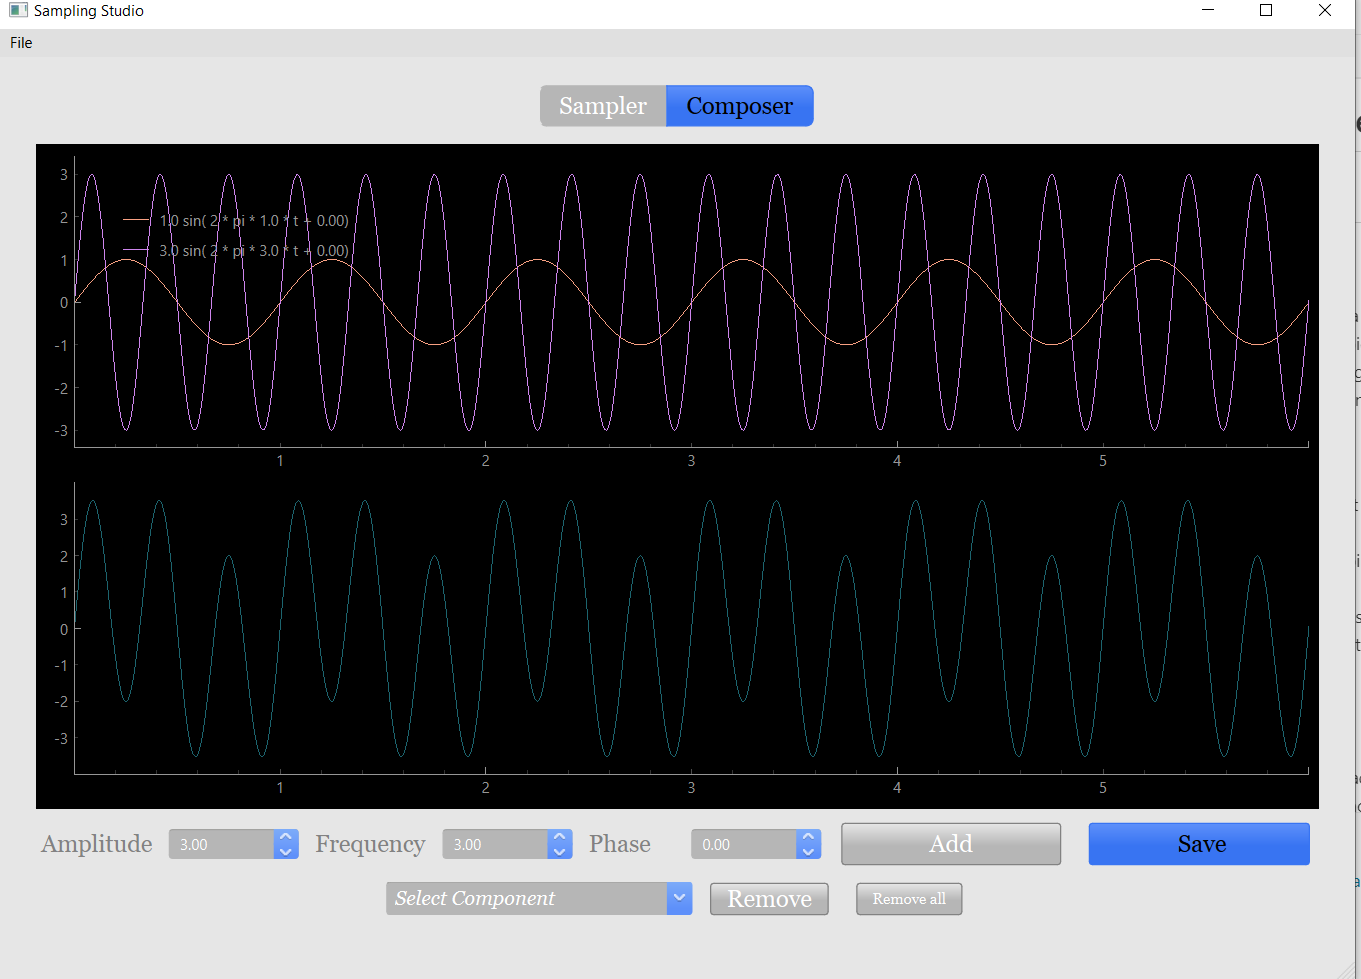 Sampling Studio
File
Sampler Composer
3
2
1.0 sin( 2 * pi * 1.0 * t + 0.00)
3.0 sin( 2 * pi * 3.0 * t + 0.00)
1
0
-1
-2
-3
1 2 3 4 5
3
2
1
0
-1
-2
-3
1 2 3 4 5
Amplitude 3.00 Frequency 3.00 Phase 0.00 Add Save
Select Component Remove Remove all